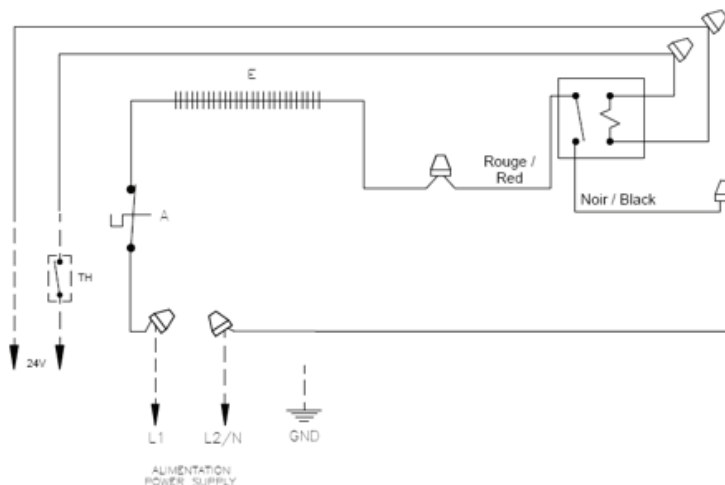 E
Rouge /
Red
Noir / Black
A
TH
24V
L1
L2/N
GND
ALIMENTATION
POWER SUPPLY